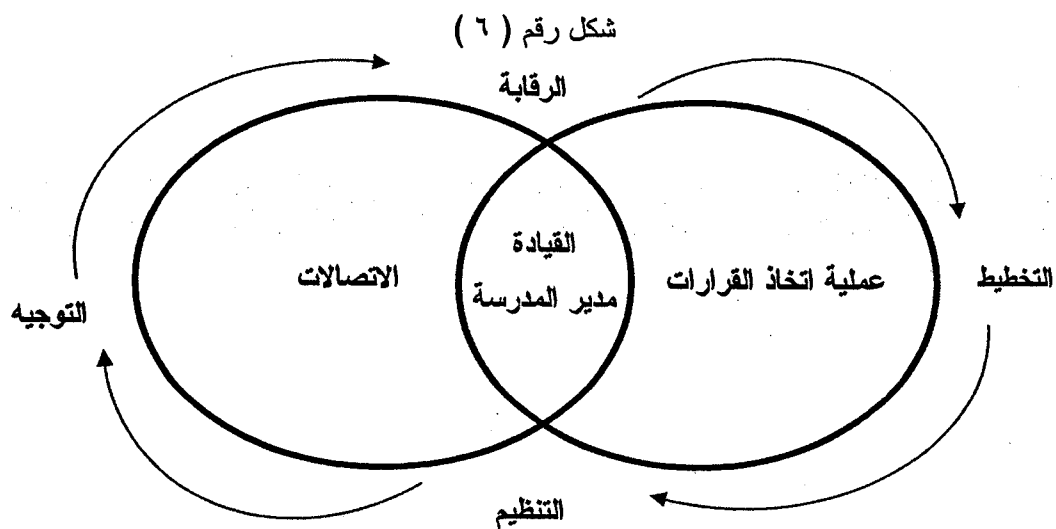 شكل رقم ( ٦ )
الرقابة
القيادة
مدير المدرسة
عملية اتخاذ القرارات
الاتصالات
التخطيط
التوجيه
التنظيم